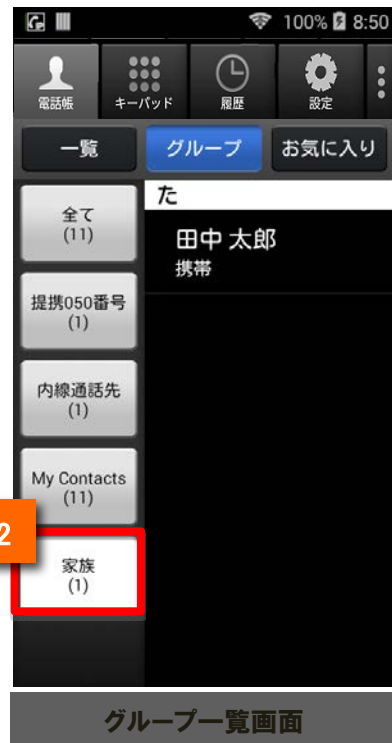 100% 8:50
電話帳 キーパッド 履歴 設定
一覧 グループ お気に入り
全て
(11)
提携050番号
(1)
内線通話先
(1)
My Contacts
(11)
2
家族
(1)
た
田中 太郎
携帯
グループ一覧画面